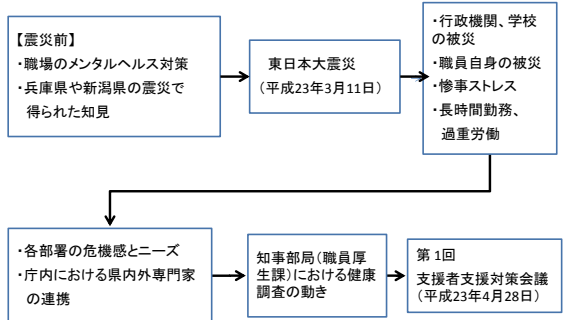 【震災前】
・職場のメンタルヘルス対策
・兵庫県や新潟県の震災で
得られた知見
東日本大震災
（平成23年3月11日）
・行政機関、学校
の被災
・職員自身の被災
・惨事ストレス
・長時間勤務、
過重労働
・各部署の危機感とニーズ
・庁内における県内外専門家
の連携
知事部局（職員厚
生課）における健康
調査の動き
第1回
支援者支援対策会議
（平成23年4月28日）